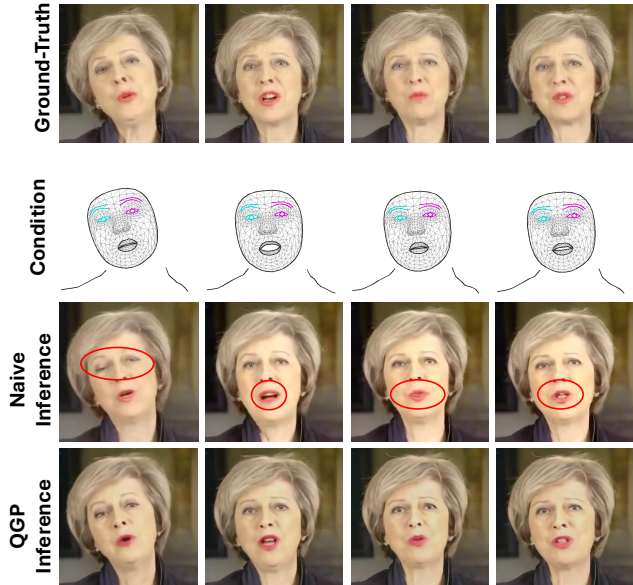 Ground-Truth
Condition
Naive
Inference
QGP
Inference